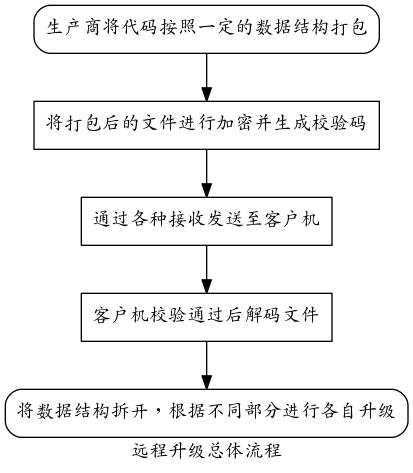 生产商将代码按照一定的数据结构打包
将打包后的文件进行加密并生成校验码
通过各种接收发送至客户机
客户机校验通过后解码文件
将数据结构拆开，根据不同部分进行各自升级
远程升级总体流程